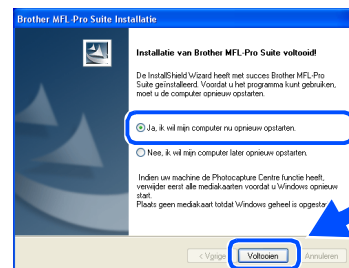 Brother MFL-Pro Suite Installatie
Installatie van Brother MFL-Pro Suite voltooid!
De InstallShield Wizard heeft met succes Brother MFL-Pro
Suite geïnstalleerd. Voordat u het programma kunt gebruiken,
moet u de computer opnieuw opstarten.
Ja, ik wil mijn computer nu opnieuw opstarten.
Nee, ik wil mijn computer later opnieuw opstarten.
Indien uw machine de Photocapture Centre functie heeft,
verwijder eerst alle mediakaarten voordat u Windows opnieuw
start.
Plaats geen mediakaart totdat Windows geheel is opgestar
< Vorige
Voltooien
Annuleren